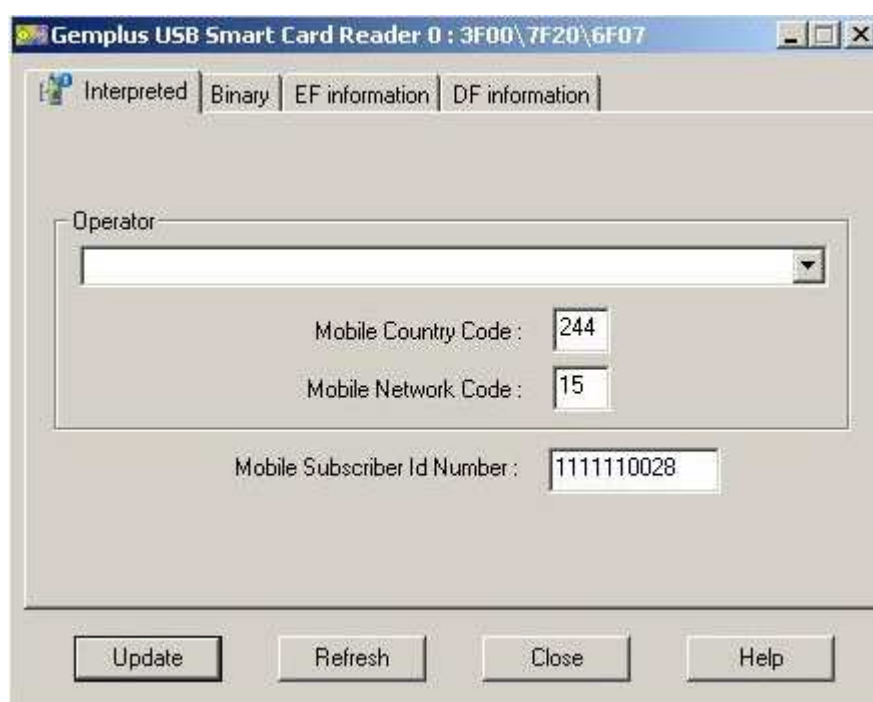 Gemplus USB Smart Card Reader 0 : 3F00\7F20\6F07
Interpreted Binary EF information DF information
Operator
Mobile Country Code : 244
Mobile Network Code : 15
Mobile Subscriber Id Number : 1111110028
Update Refresh Close Help